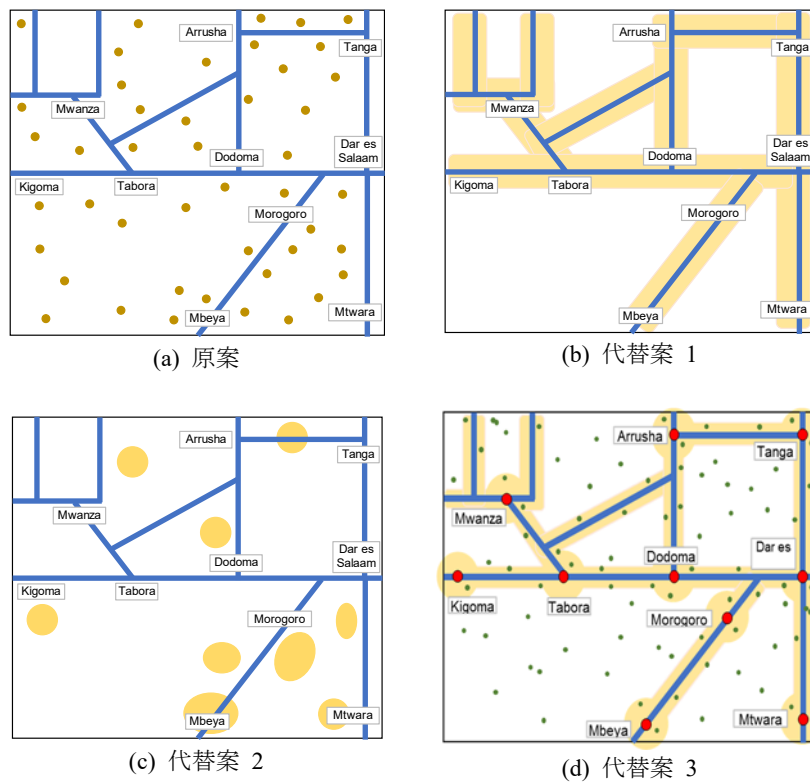 Arrusha
Tanga
Mwanza
Dar es
Salaam
Dodoma
Kigoma
Tabora
Morogoro
Mbeya
Mtwara
(a) 原案
Arrusha
Tanga
Mwanza
Dar es
Salaam
Dodoma
Kigoma
Tabora
Morogoro
Mbeya
Mtwara
(b) 代替案 1
Arrusha
Tanga
Mwanza
Dar es
Salaam
Dodoma
Kigoma
Tabora
Morogoro
Mbeya
Mtwara
(c) 代替案 2
Arrusha
Tanga
Mwanza
Dar es
Dodoma
Kigoma
Tabora
Morogoro
Mbeya
Mtwara
(d) 代替案 3